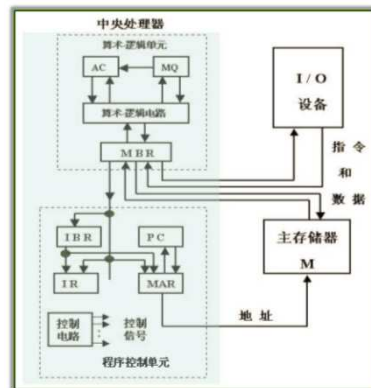 中央处理器
算术-逻辑单元
AC
MQ
算术-逻辑电路
MBR
I/O
设备
指令
和
数据
IBR
PC
IR
MAR
主存储器
M
地址
控制
电路
控制
信号
程序控制单元